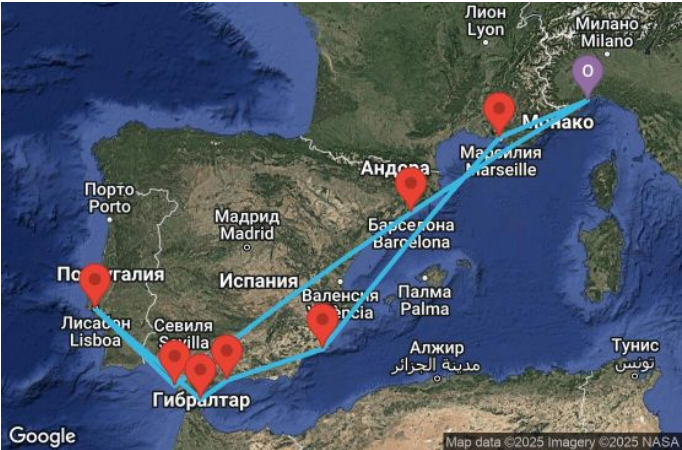 Лион
Lyon
Милано
Milano
O
Монако
Марсилия
Marseille
Андора
Порто
Porto
Мадрид
Madrid
Барселона
Barcelona
Португалия
Испания
Валенсия
Valencia
Палма
Palma
Лисабон
Lisboa
Севиля
Sevilla
Алжир
مدينة الجزائر
Тунис
تونس
Гибралтар
Google
Map data ©2025 Imagery ©2025 NASA